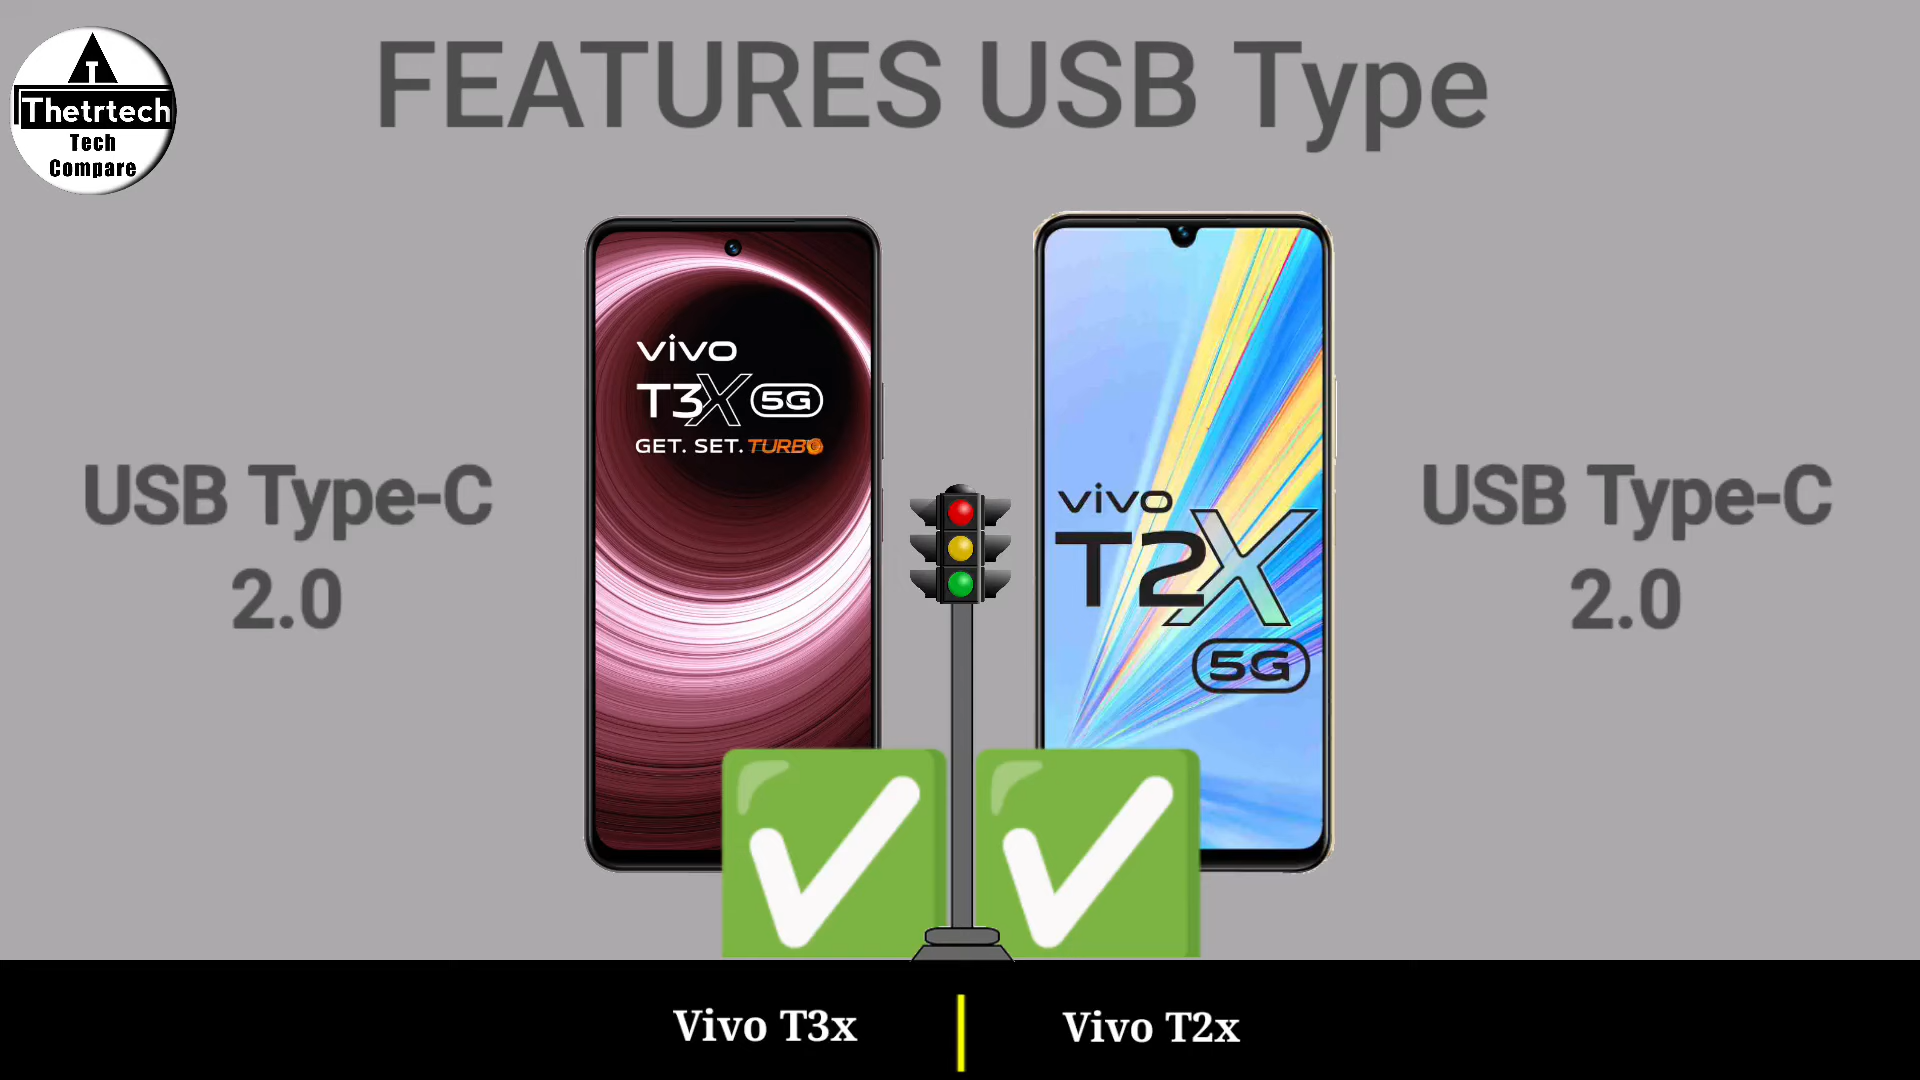 FEATURES USB Type
T
Thetrtech
Tech
Compare
vivo
T3X 5G
GET. SET. TURBO
vivo
T2X
5G
USB Type-C
2.0
USB Type-C
2.0
Vivo T3x
Vivo T2x